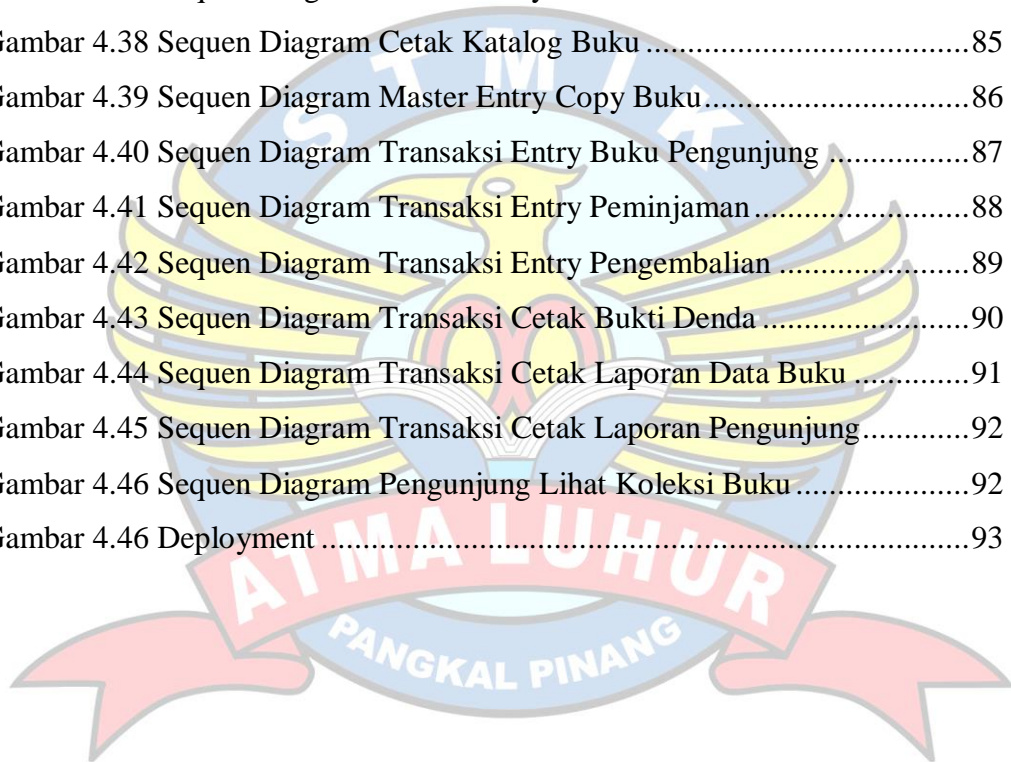 Gambar 4.38 Sequen Diagram Cetak Katalog Buku.......................................85
Gambar 4.39 Sequen Diagram Master Entry Copy Buku................................86
Gambar 4.40 Sequen Diagram Transaksi Entry Buku Pengunjung .................87
Gambar 4.41 Sequen Diagram Transaksi Entry Peminjaman..........................88
Gambar 4.42 Sequen Diagram Transaksi Entry Pengembalian .......................89
Gambar 4.43 Sequen Diagram Transaksi Cetak Bukti Denda.........................90
Gambar 4.44 Sequen Diagram Transaksi Cetak Laporan Data Buku ..............91
Gambar 4.45 Sequen Diagram Transaksi Cetak Laporan Pengunjung.............92
Gambar 4.46 Sequen Diagram Pengunjung Lihat Koleksi Buku.....................92
Gambar 4.46 Deployment...............................................................................93
STMIK
ATMA LUHUR
PANGKAL PINANG